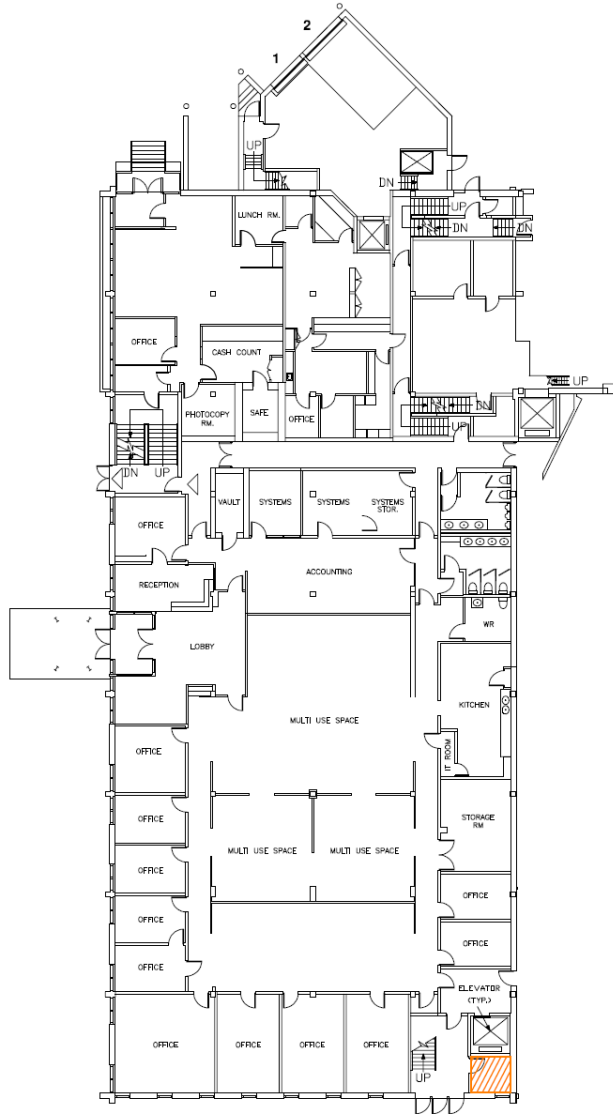 2
1
UP
DN
LUNCH RM.
UP
DN
DN
OFFICE
CASH COUNT
UP
PHOTOCOPY
RM.
SAFE
OFFICE
DN
UP
DN
UP
VAULT
SYSTEMS
SYSTEMS
SYSTEMS
STOR.
OFFICE
ACCOUNTING
RECEPTION
WR
LOBBY
KITCHEN
MULTI USE SPACE
OFFICE
IT ROOM
OFFICE
STORAGE
RM
MULTI USE SPACE
MULTI USE SPACE
OFFICE
OFFICE
OFFICE
OFFICE
OFFICE
ELEVATOR
(TYP.)
OFFICE
OFFICE
OFFICE
OFFICE
UP